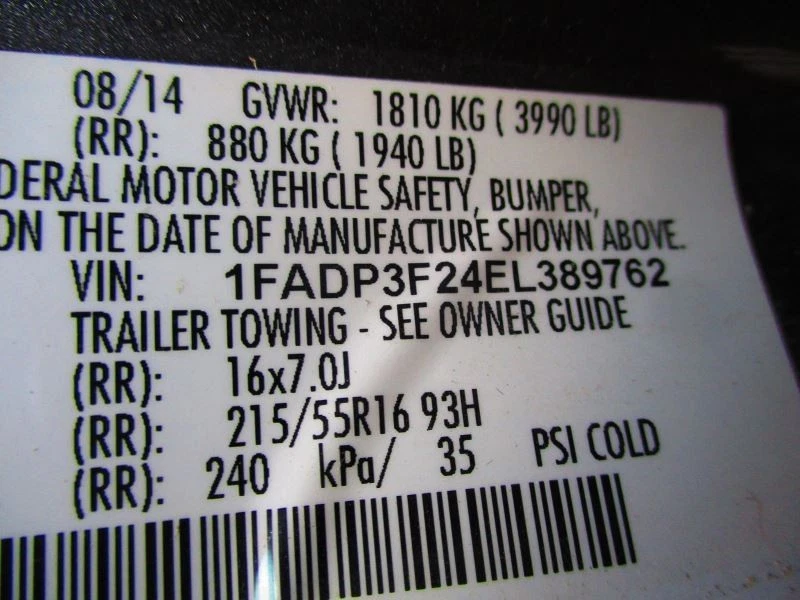 08/14 GVWR: 1810 KG ( 3990 LB)
(RR): 880 KG ( 1940 LB)
DERAL MOTOR VEHICLE SAFETY, BUMPER,
ON THE DATE OF MANUFACTURE SHOWN ABOVE.
VIN: 1FADP3F24EL389762
TRAILER TOWING - SEE OWNER GUIDE
(RR): 16x7.0J
(RR): 215/55R16 93H
(RR): 240 kPa/ 35 PSI COLD